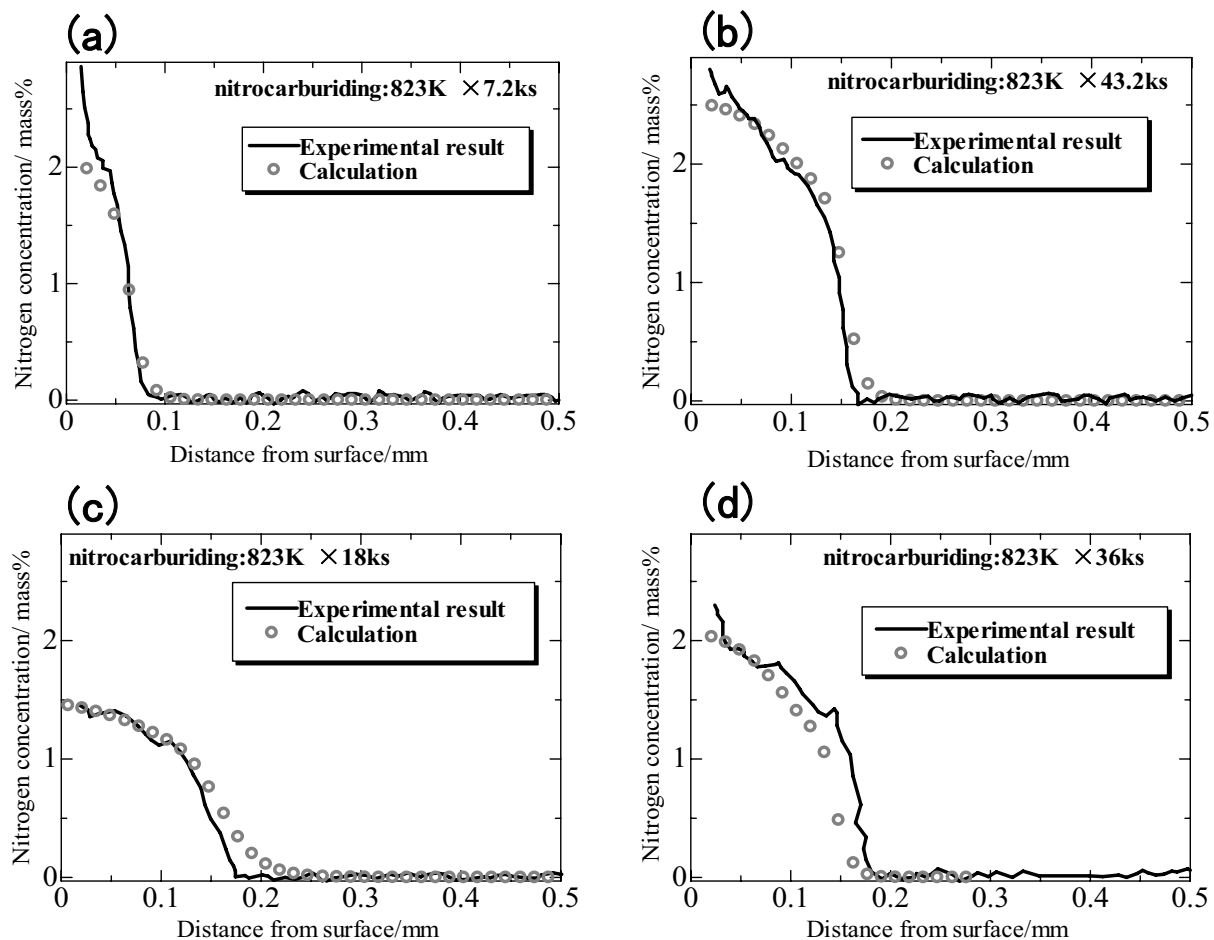 (a)
nitrocarburiding:823K ×7.2ks
Experimental result
Calculation
Nitrogen concentration/ mass%
2
1
0
0 0.1 0.2 0.3 0.4 0.5
Distance from surface/mm
(b)
nitrocarburiding:823K ×43.2ks
Experimental result
Calculation
Nitrogen concentration/ mass%
2
1
0
0 0.1 0.2 0.3 0.4 0.5
Distance from surface/mm
(c)
nitrocarburiding:823K ×18ks
Experimental result
Calculation
Nitrogen concentration/ mass%
2
1
0
0 0.1 0.2 0.3 0.4 0.5
Distance from surface/mm
(d)
nitrocarburiding:823K ×36ks
Experimental result
Calculation
Nitrogen concentration/ mass%
2
1
0
0 0.1 0.2 0.3 0.4 0.5
Distance from surface/mm